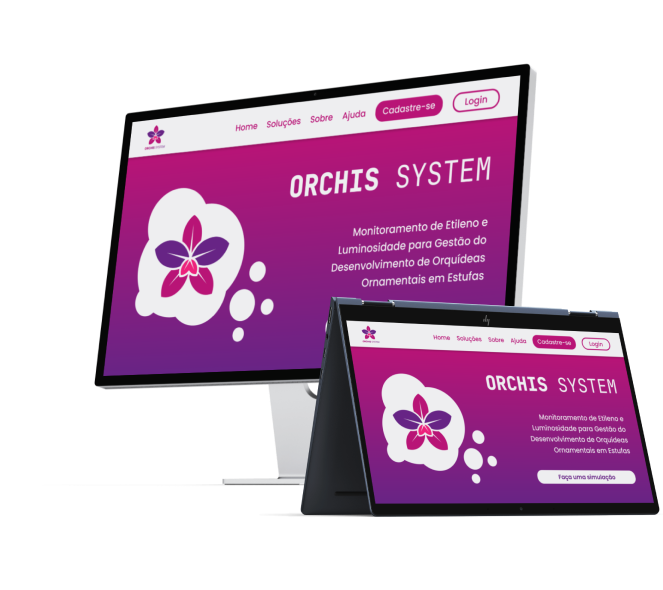 Home Soluções Sobre Ajuda Cadastre-se Login
ORCHIS SYSTEM
Monitoramento de Etileno e
Luminosidade para Gestão do
Desenvolvimento de Orquídeas
Ornamentais em Estufas
hp
Home Soluções Sobre Ajuda Cadastre-se Login
ORCHIS SYSTEM
Monitoramento de Etileno e
Luminosidade para Gestão do
Desenvolvimento de Orquídeas
Ornamentais em Estufas
Faça uma simulação